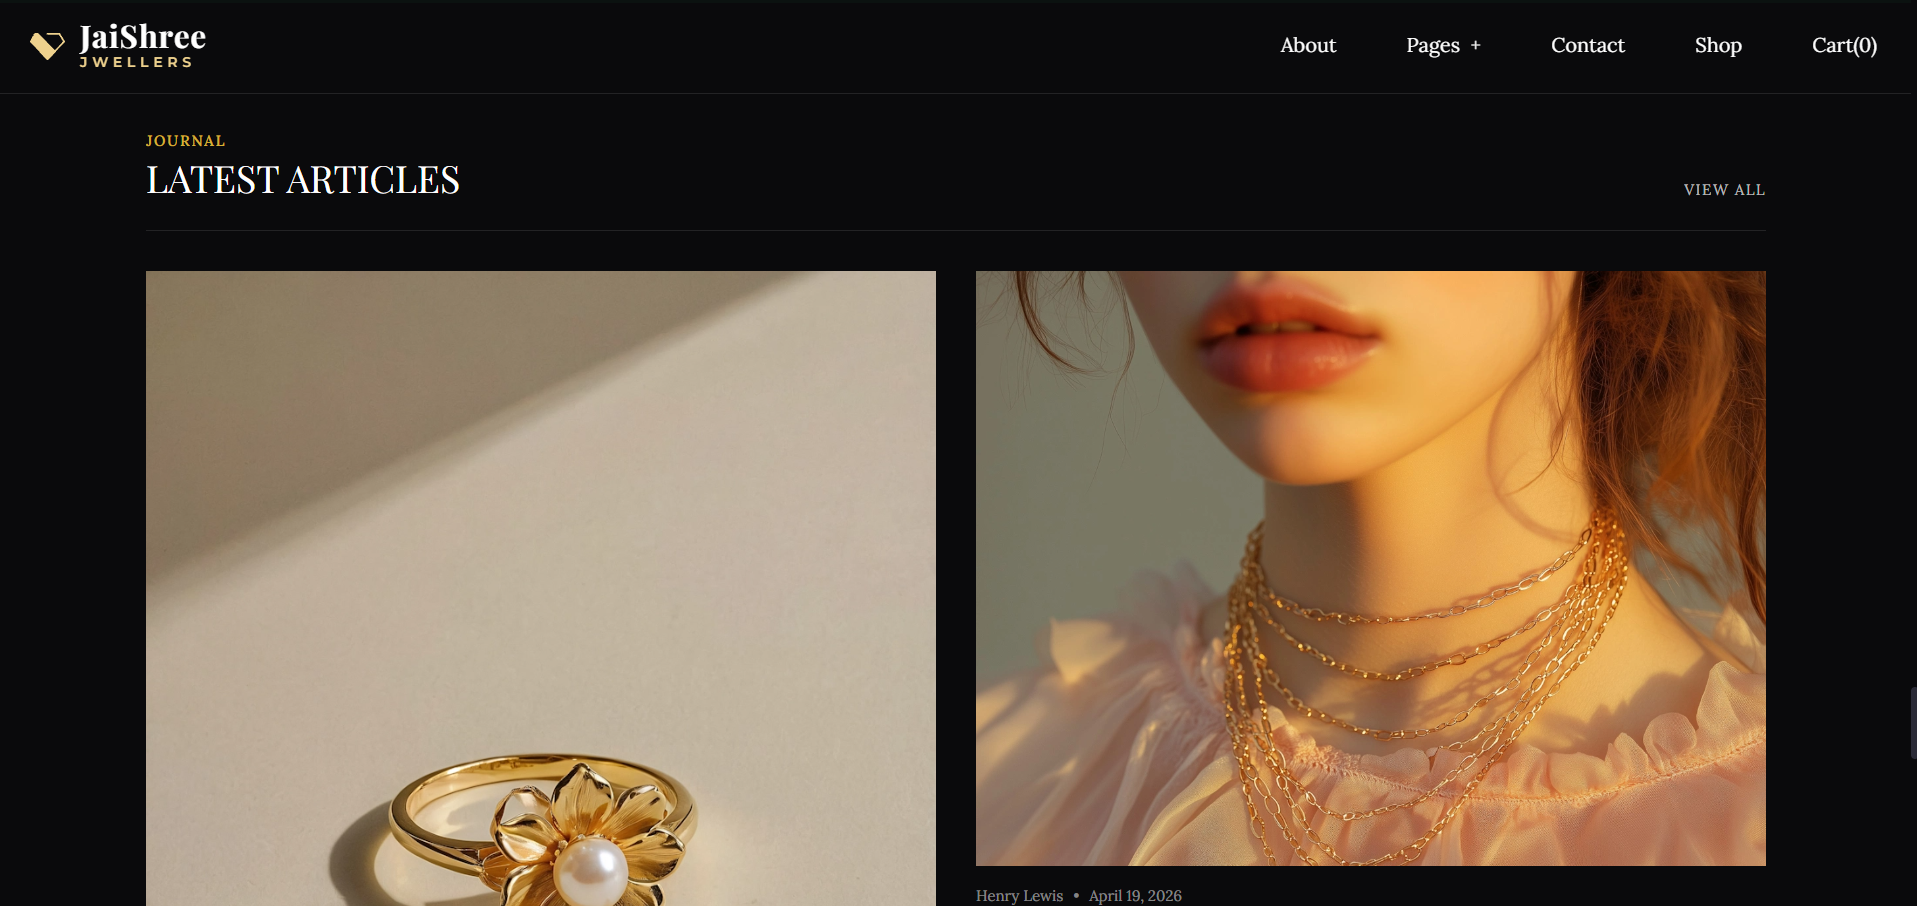 JaiShree
JWELLERS
About
Pages +
Contact
Shop
Cart(0)
JOURNAL
LATEST ARTICLES
VIEW ALL
Henry Lewis • April 19, 2026